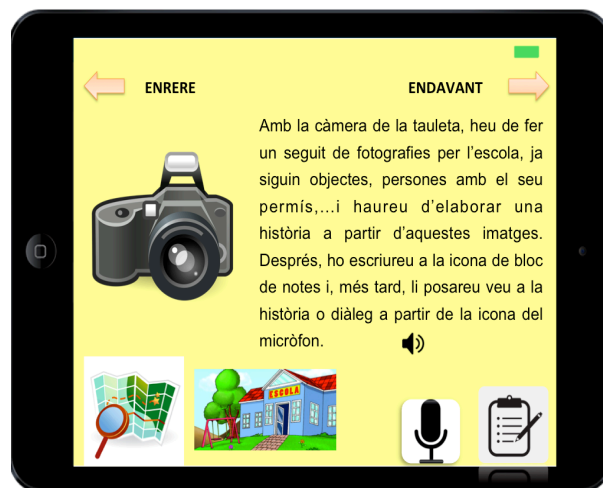 ENRERE
ENDAVANT
Amb la càmera de la tauleta, heu de fer
un seguit de fotografies per l'escola, ja
siguin objectes, persones amb el seu
permís,...i haureu d'elaborar una
història a partir d'aquestes imatges.
Després, ho escriureu a la icona de bloc
de notes i, més tard, li posareu veu a la
història o diàleg a partir de la icona del
micròfon.
ESCOLA